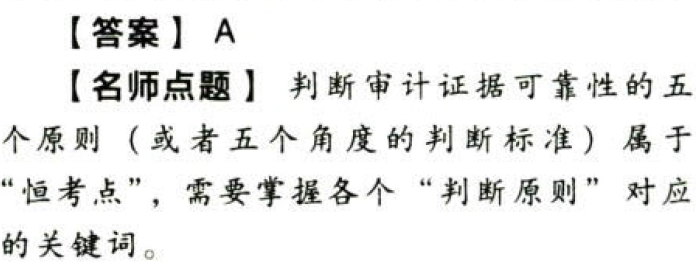 【答案】 A
【名师点题】 判断审计证据可靠性的五
个原则（或者五个角度的判断标准）属于
“恒考点”，需要掌握各个“判断原则”对应
的关键词。